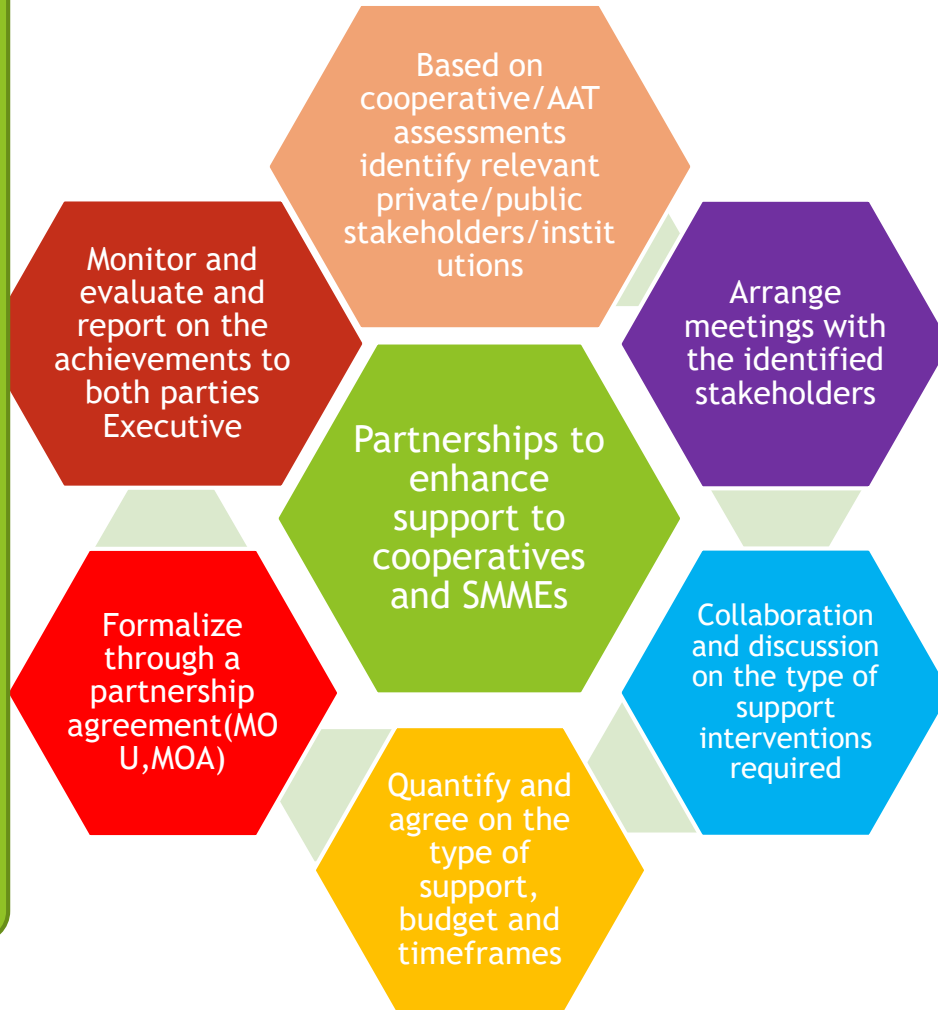 Based on
cooperative/AAT
assessments
identify relevant
private/public
stakeholders/instit
utions
Arrange
meetings with
the identified
stakeholders
Collaboration
and discussion
on the type of
support
interventions
required
Quantify and
agree on the
type of
support,
budget and
timeframes
Formalize
through a
partnership
agreement(MO
U,MOA)
Monitor and
evaluate and
report on the
achievements to
both parties
Executive
Partnerships to
enhance
support to
cooperatives
and SMMEs